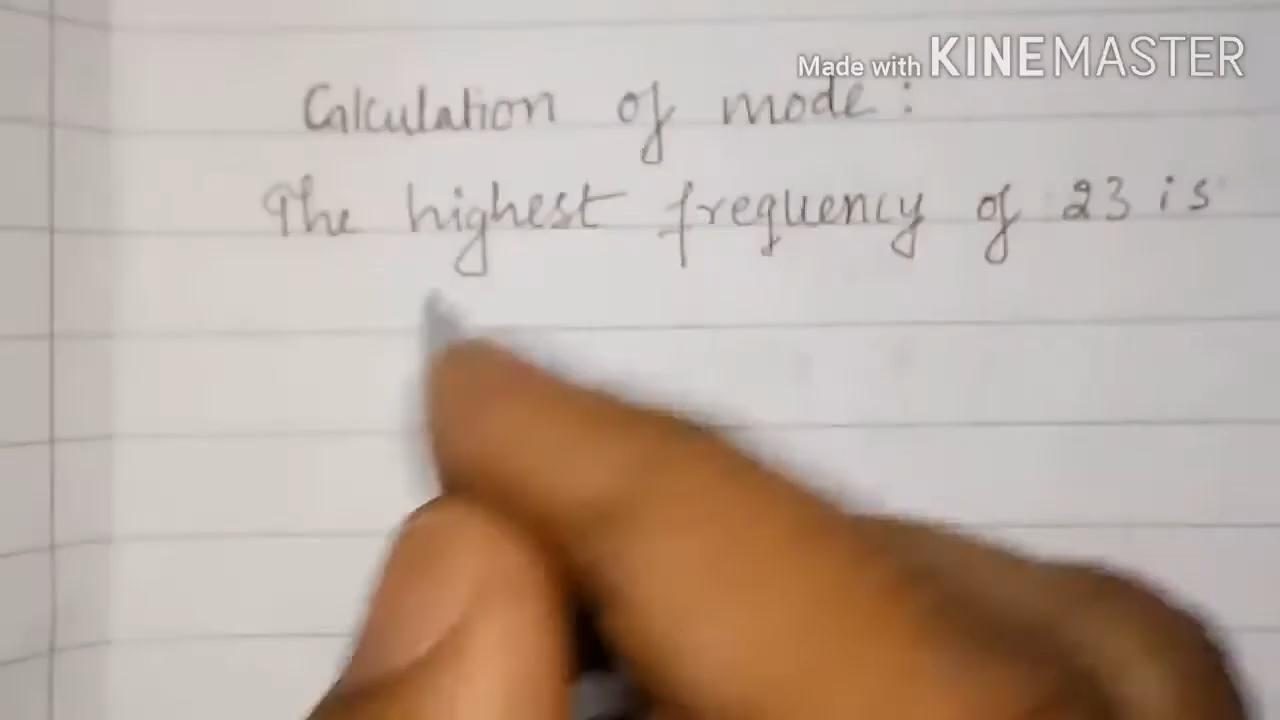 Made with KINEMASTER
Calculation of mode:
The highest frequency of 23 is